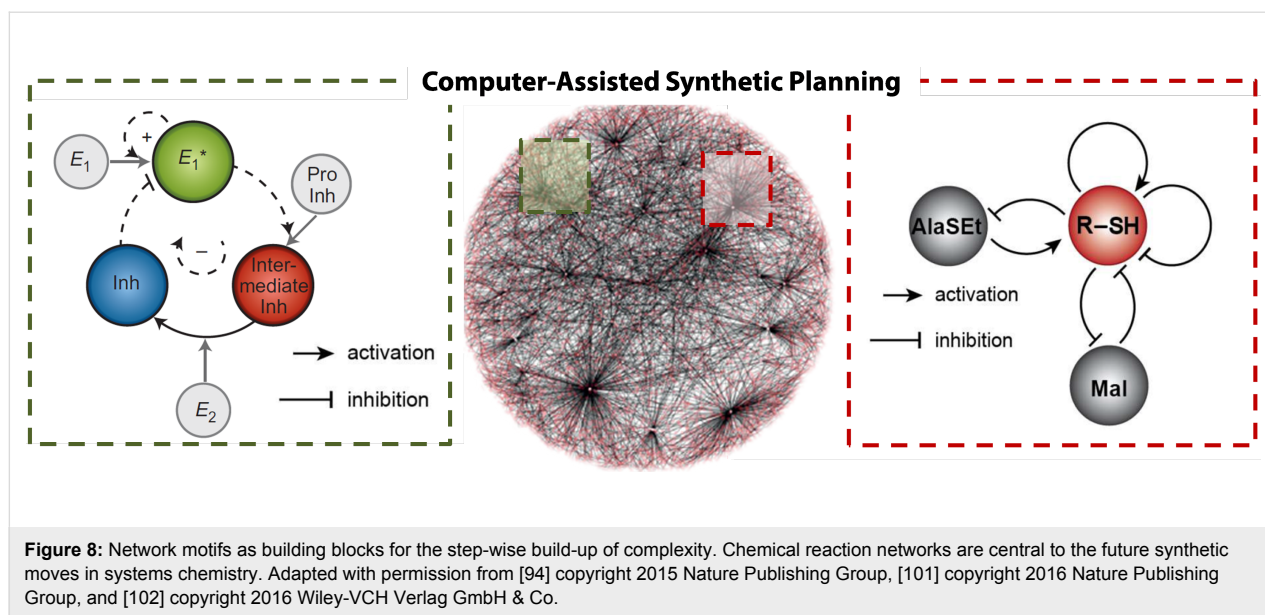 Computer-Assisted Synthetic Planning
E1
+
E1*
Pro
Inh
Inh
−
Inter-
mediate
Inh
E2
activation
inhibition
AlaSEt
R–SH
activation
inhibition
Mal
Figure 8: Network motifs as building blocks for the step-wise build-up of complexity. Chemical reaction networks are central to the future synthetic
moves in systems chemistry. Adapted with permission from [94] copyright 2015 Nature Publishing Group, [101] copyright 2016 Nature Publishing
Group, and [102] copyright 2016 Wiley-VCH Verlag GmbH & Co.